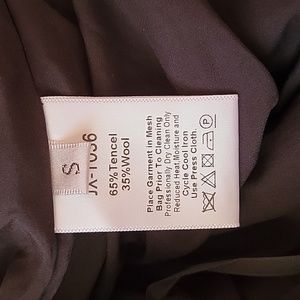 S
65%Tencel
35%Wool
Place Garment in Mesh
Bag Prior To Cleaning
Professionally Dry Clean Only
Reduced Heat,Moisture and
Cycle,Cool Iron
Use Press Cloth.